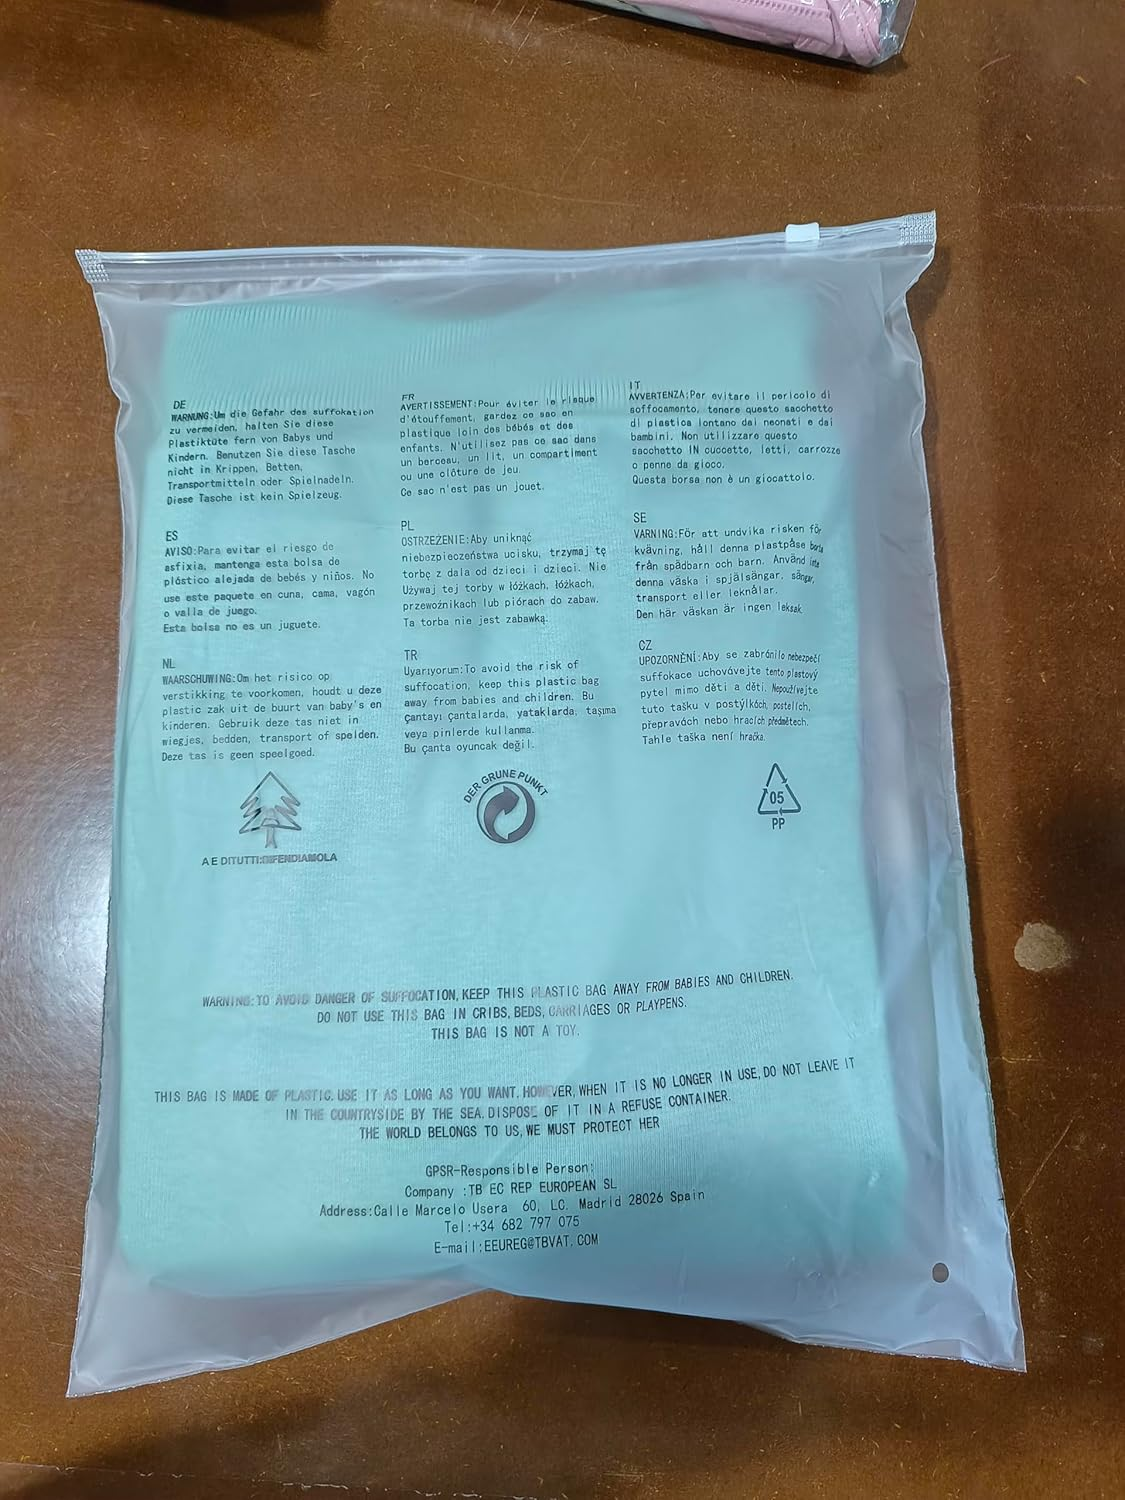 DE
WARNUNG:Um die Gefahr des suffokation
zu vermeiden, halten Sie diese
Plastiktüte fern von Babys und
Kindern. Benutzen Sie diese Tasche
nicht in Krippen, Betten,
Transportmitteln oder Spielnadeln.
Diese Tasche ist kein Spielzeug.
FR
AVERTISSEMENT:Pour éviter le risque
d'étouffement, gardez ce sac en
plastique loin des bébés et des
enfants. N'utilisez pas ce sac dans
un berceau, un lit, un compartiment
ou une clôture de jeu.
Ce sac n'est pas un jouet.
IT
AVVERTENZA:Per evitare il pericolo di
soffocamento, tenere questo sacchetto
di plastica lontano dai neonati e dai
bambini. Non utilizzare questo
sacchetto IN cuccette, letti, carrozze
o penne da gioco.
Questa borsa non è un giocattolo.
ES
AVISO:Para evitar el riesgo de
asfixia, mantenga esta bolsa de
plástico alejada de bebés y niños. No
use este paquete en cuna, cama, vagón
o valla de juego.
Esta bolsa no es un juguete.
PL
OSTRZEŻENIE:Aby uniknąć
niebezpieczeństwa ucisku, trzymaj tę
torbę z dala od dzieci i dzieci. Nie
Używaj tej torby w łóżkach, łóżkach,
przewoźnikach lub piórach do zabaw.
Ta torba nie jest zabawką.
SE
VARNING:För att undvika risken för
kvävning, håll denna plastpåse borta
från spädbarn och barn. Använd inte
denna väska i spjälsängar, sängar,
transport eller leknålar.
Den här väskan är ingen leksak.
NL
WAARSCHUWING:Om het risico op
verstikking te voorkomen, houdt u deze
plastic zak uit de buurt van baby's en
kinderen. Gebruik deze tas niet in
wiegjes, bedden, transport of spelden.
Deze tas is geen speelgoed.
TR
Uyarıyorum:To avoid the risk of
suffocation, keep this plastic bag
away from babies and children. Bu
çantayı çantalarda, yataklarda, taşıma
veya pinlerde kullanma.
Bu çanta oyuncak değil.
CZ
UPOZORNĚNÍ:Aby se zabránilo nebezpečí
suffokace uchovávejte tento plastový
pytel mimo děti a děti. Nepoužívejte
tuto tašku v postýlkách, postelích,
přepravách nebo hracích předmětech.
Tahle taška není hračka.
A E DITUTTI:DIFENDIAMOLA
DER GRUNE PUNKT
05
PP
WARNING:TO AVOID DANGER OF SUFFOCATION,KEEP THIS PLASTIC BAG AWAY FROM BABIES AND CHILDREN.
DO NOT USE THIS BAG IN CRIBS,BEDS,CARRIAGES OR PLAYPENS.
THIS BAG IS NOT A TOY.
THIS BAG IS MADE OF PLASTIC.USE IT AS LONG AS YOU WANT.HOWEVER,WHEN IT IS NO LONGER IN USE,DO NOT LEAVE IT
IN THE COUNTRYSIDE BY THE SEA.DISPOSE OF IT IN A REFUSE CONTAINER.
THE WORLD BELONGS TO US,WE MUST PROTECT HER
GPSR-Responsible Person:
Company :TB EC REP EUROPEAN SL
Address:Calle Marcelo Usera 60, LC. Madrid 28026 Spain
Tel:+34 682 797 075
E-mail:EEUREG@TBVAT.COM